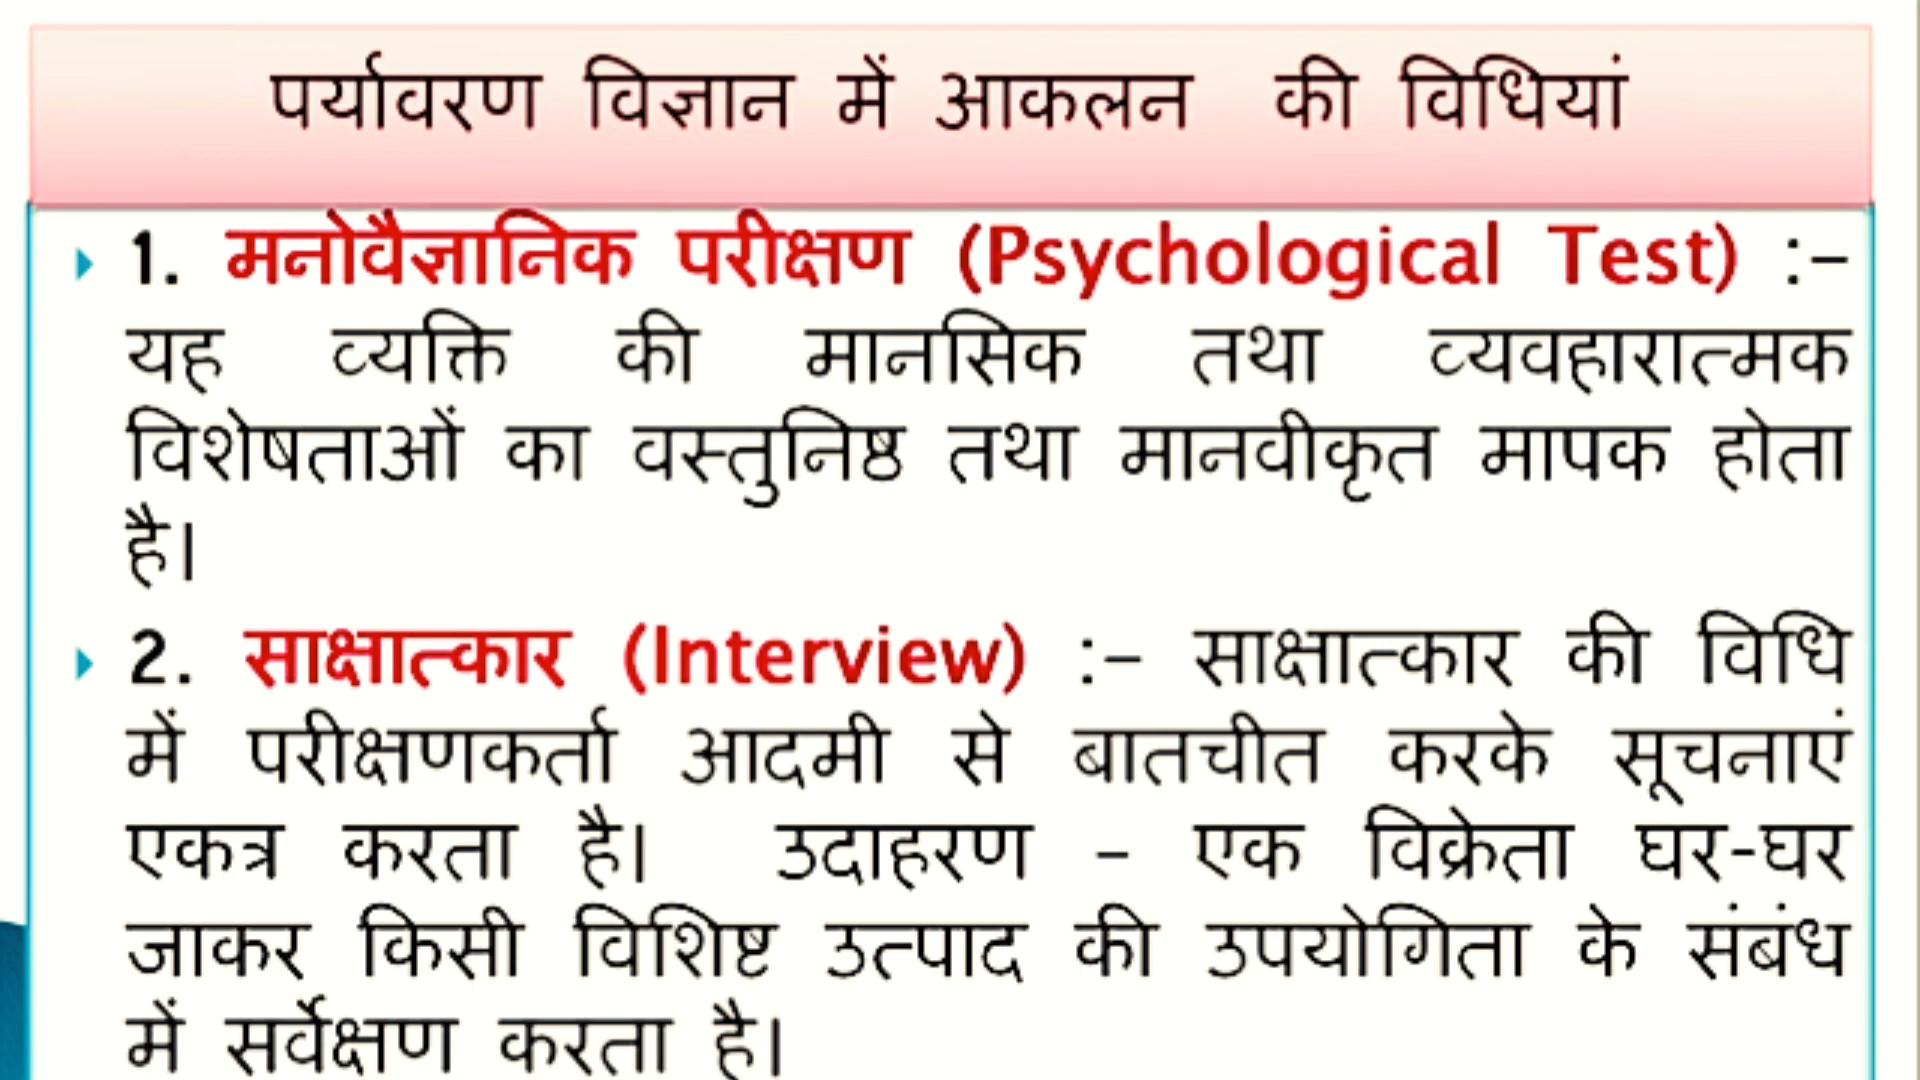 पर्यावरण विज्ञान में आकलन की विधियां
1. मनोवैज्ञानिक परीक्षण (Psychological Test) :–
यह व्यक्ति की मानसिक तथा व्यवहारात्मक
विशेषताओं का वस्तुनिष्ठ तथा मानवीकृत मापक होता
है।
2. साक्षात्कार (Interview) :– साक्षात्कार की विधि
में परीक्षणकर्ता आदमी से बातचीत करके सूचनाएं
एकत्र करता है। उदाहरण – एक विक्रेता घर-घर
जाकर किसी विशिष्ट उत्पाद की उपयोगिता के संबंध
में सर्वेक्षण करता है।